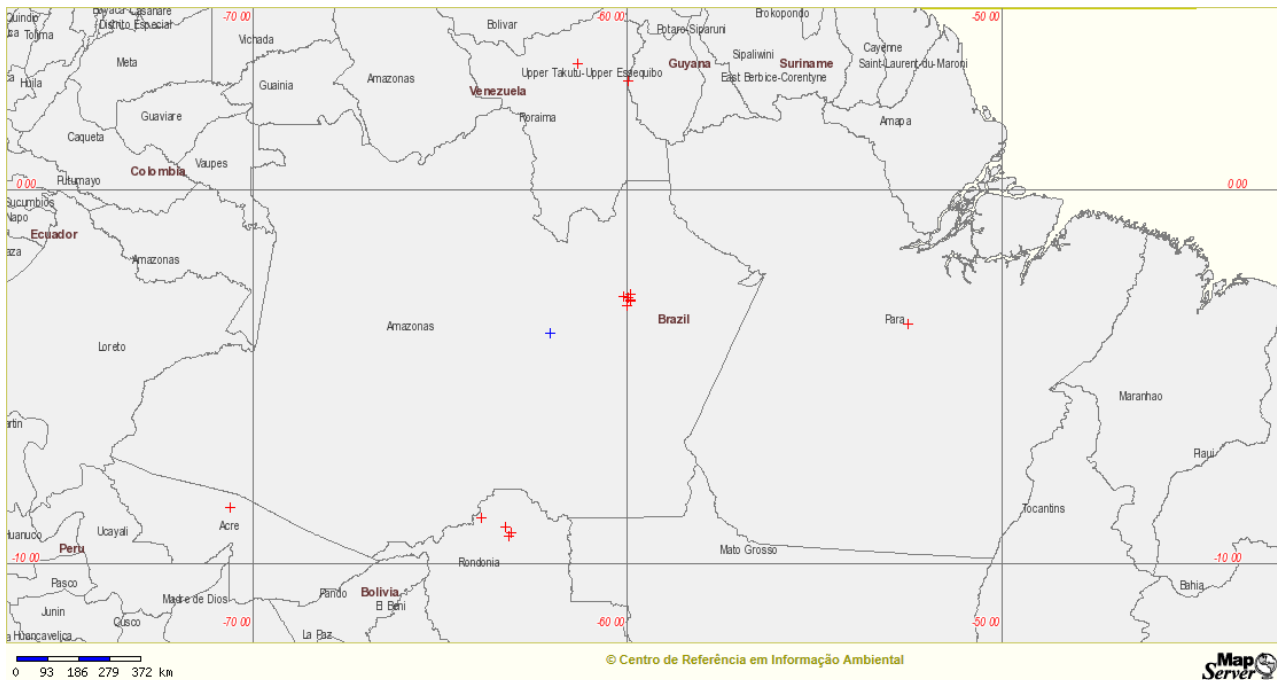 -70 00
-60 00
-50 00
Quindio
Boyaca-Casanare
Distrito Especial
Tolima
Vichada
Bolivar
Brokopondo
Potaro-Siparuni
Meta
Cayenne
Sipaliwini
Huila
Guainia
Amazonas
Upper Takutu-Upper Essequibo
Guyana
Suriname
Saint-Laurent-du-Maroni
East Berbice-Corentyne
Venezuela
Guaviare
Roraima
Amapa
Caqueta
Vaupes
Colombia
Putumayo
0 00
0 00
Sucumbios
Napo
Ecuador
Amazonas
Amazonas
Brazil
Para
Loreto
Maranhao
Piaui
Acre
Ucayali
Huanuco
Peru
Tocantins
Mato Grosso
Rondonia
-10 00
-10 00
Pasco
Bolivia
Pando
El Beni
Madre de Dios
Bahia
Junin
Cusco
a Huancavelica
La Paz
-70 00
-60 00
-50 00
0 93 186 279 372 km
© Centro de Referência em Informação Ambiental
Map
Server